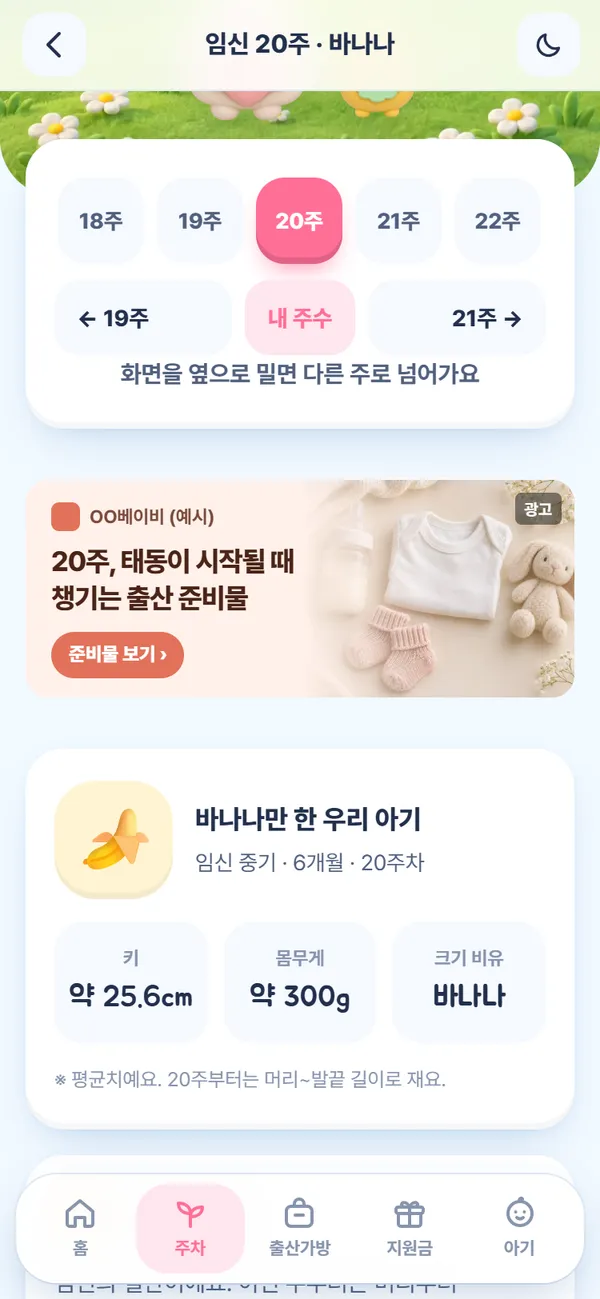 임신 20주 · 바나나
18주 19주 20주 21주 22주
← 19주 내 주수 21주 →
화면을 옆으로 밀면 다른 주로 넘어가요
OO베이비 (예시)
광고
20주, 태동이 시작될 때
챙기는 출산 준비물
준비물 보기 ›
바나나만 한 우리 아기
임신 중기 · 6개월 · 20주차
키 몸무게 크기 비유
약 25.6cm 약 300g 바나나
※ 평균치예요. 20주부터는 머리~발끝 길이로 재요.
홈 주차 출산가방 지원금 아기